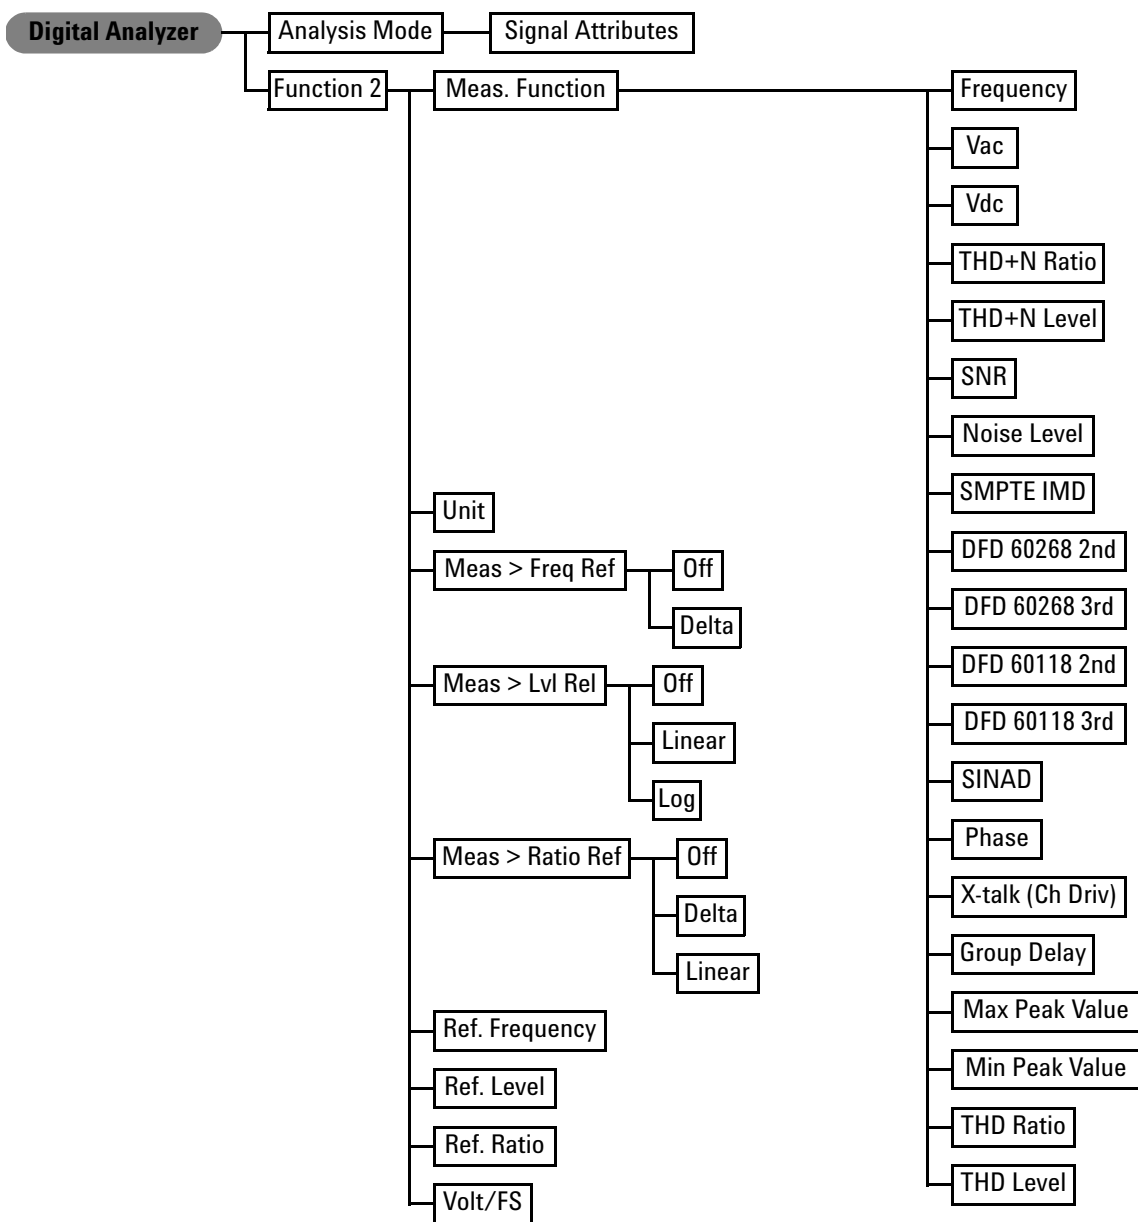 Digital Analyzer
Analysis Mode
Signal Attributes
Function 2
Meas. Function
Frequency
Vac
Vdc
THD+N Ratio
THD+N Level
SNR
Noise Level
SMPTE IMD
DFD 60268 2nd
DFD 60268 3rd
DFD 60118 2nd
DFD 60118 3rd
SINAD
Phase
X-talk (Ch Driv)
Group Delay
Max Peak Value
Min Peak Value
THD Ratio
THD Level
Unit
Meas > Freq Ref
Off
Delta
Meas > Lvl Rel
Off
Linear
Log
Meas > Ratio Ref
Off
Delta
Linear
Ref. Frequency
Ref. Level
Ref. Ratio
Volt/FS